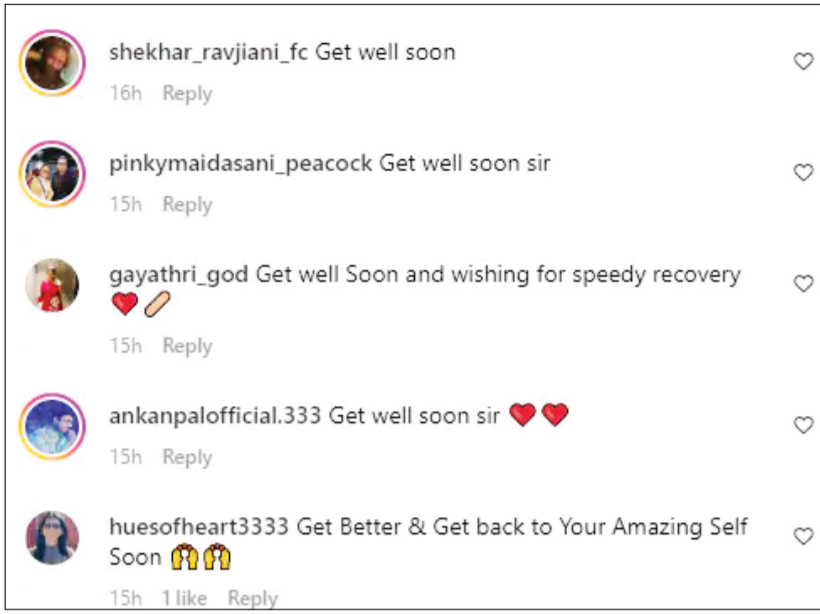 shekhar_ravjiani_fc Get well soon
16h Reply
pinkymaidasani_peacock Get well soon sir
15h Reply
gayathri_god Get well Soon and wishing for speedy recovery
❤️🩹
15h Reply
ankanpalofficial.333 Get well soon sir ❤️❤️
15h Reply
huesofheart3333 Get Better & Get back to Your Amazing Self
Soon 🙌🙌
15h 1 like Reply